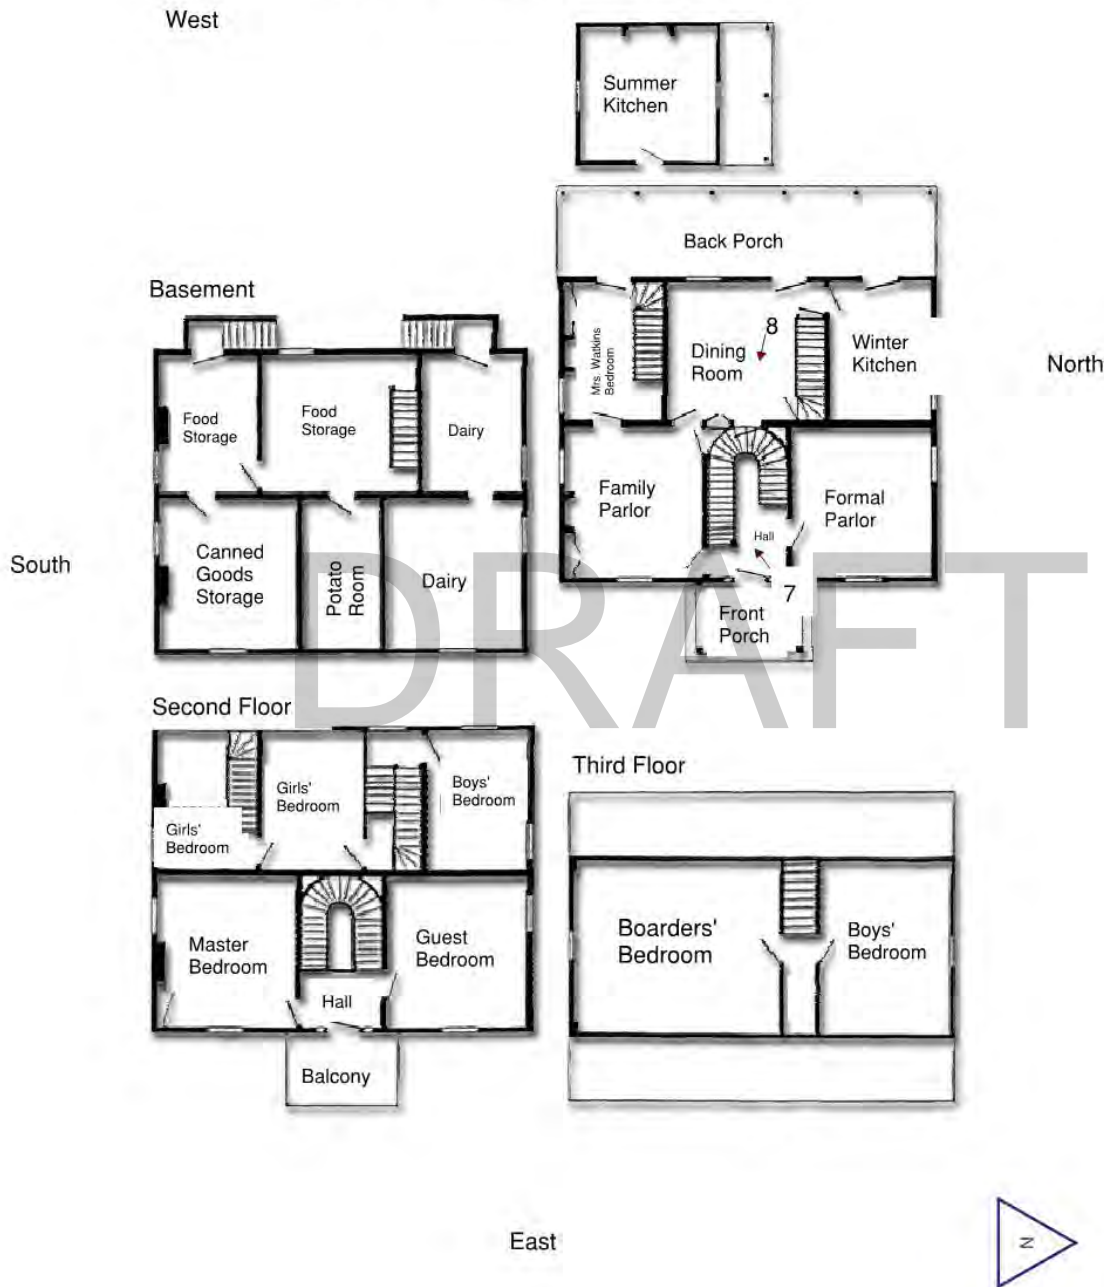 West
Summer
Kitchen
Back Porch
Basement
Mrs. Watkins
Bedroom
8
Dining
Room
Winter
Kitchen
North
Food
Storage
Food
Storage
Dairy
Family
Parlor
Hall
Formal
Parlor
South
Canned
Goods
Storage
Potato
Room
Dairy
7
Front
Porch
DRAFT
Second Floor
Girls'
Bedroom
Girls'
Bedroom
Boys'
Bedroom
Master
Bedroom
Guest
Bedroom
Hall
Balcony
Third Floor
Boarders'
Bedroom
Boys'
Bedroom
East
N